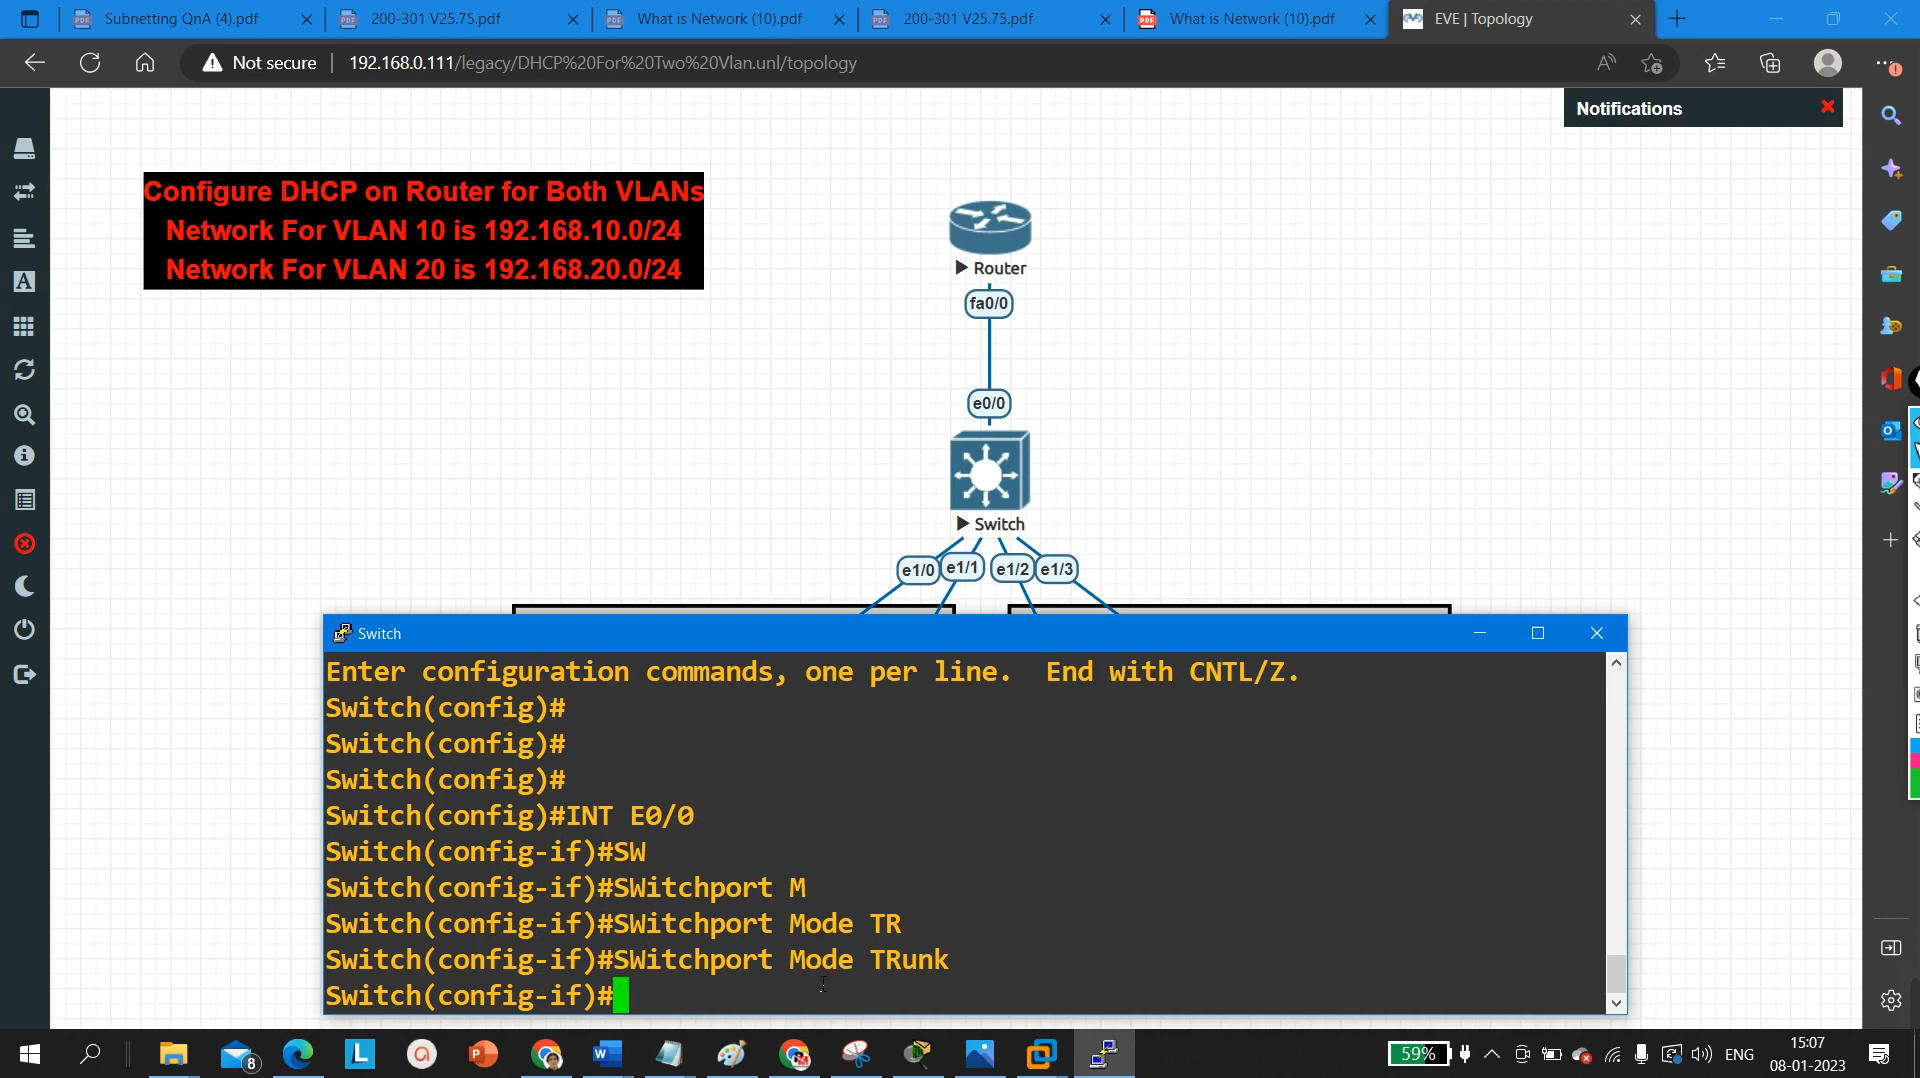 Subnetting QnA (4).pdf
200-301 V25.75.pdf
What is Network (10).pdf
200-301 V25.75.pdf
What is Network (10).pdf
EVE | Topology
Not secure
192.168.0.111/legacy/DHCP%20For%20Two%20Vlan.unl/topology
Notifications
Configure DHCP on Router for Both VLANs
Network For VLAN 10 is 192.168.10.0/24
Network For VLAN 20 is 192.168.20.0/24
Router
fa0/0
e0/0
Switch
e1/0
e1/1
e1/2
e1/3
Switch
Enter configuration commands, one per line.  End with CNTL/Z.
Switch(config)#
Switch(config)#
Switch(config)#
Switch(config)#INT E0/0
Switch(config-if)#SW
Switch(config-if)#SWitchport M
Switch(config-if)#SWitchport Mode TR
Switch(config-if)#SWitchport Mode TRunk
Switch(config-if)#
8
59%
ENG
15:07
08-01-2023